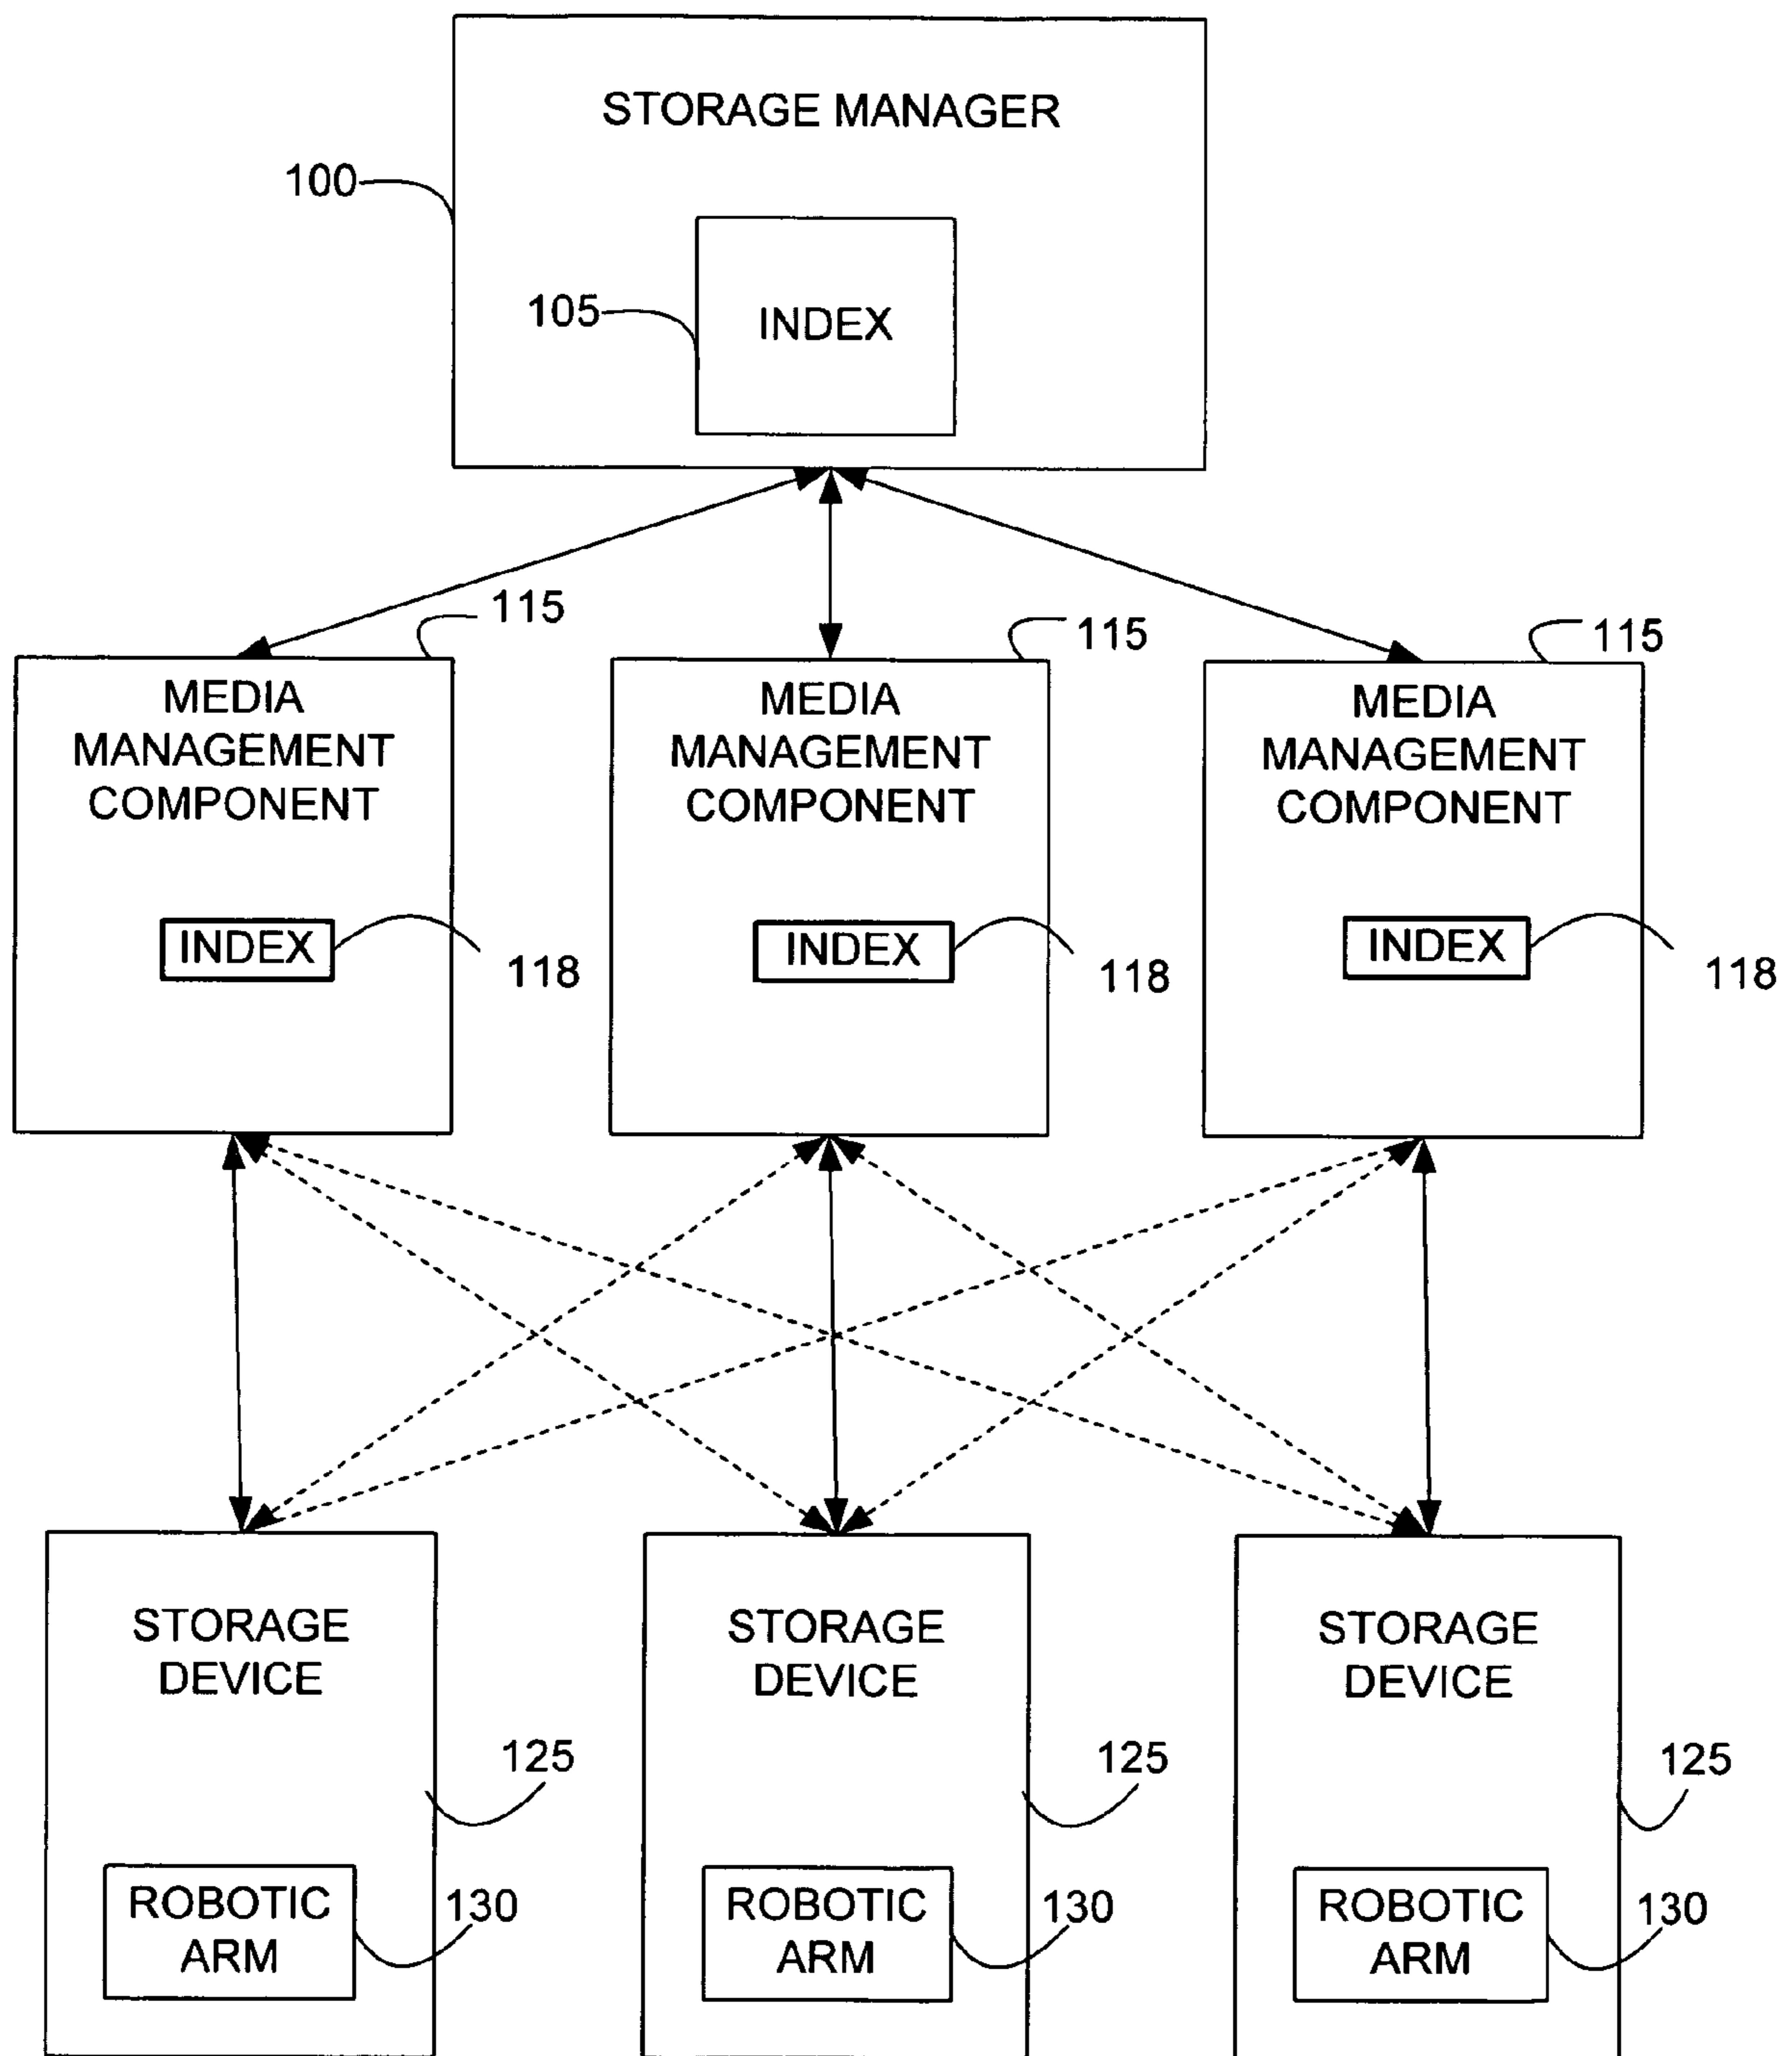 STORAGE MANAGER
100
105
INDEX
115
115
115
MEDIA
MANAGEMENT
COMPONENT
MEDIA
MANAGEMENT
COMPONENT
MEDIA
MANAGEMENT
COMPONENT
INDEX
118
INDEX
118
INDEX
118
STORAGE
DEVICE
STORAGE
DEVICE
STORAGE
DEVICE
125
125
125
ROBOTIC
ARM
130
ROBOTIC
ARM
130
ROBOTIC
ARM
130